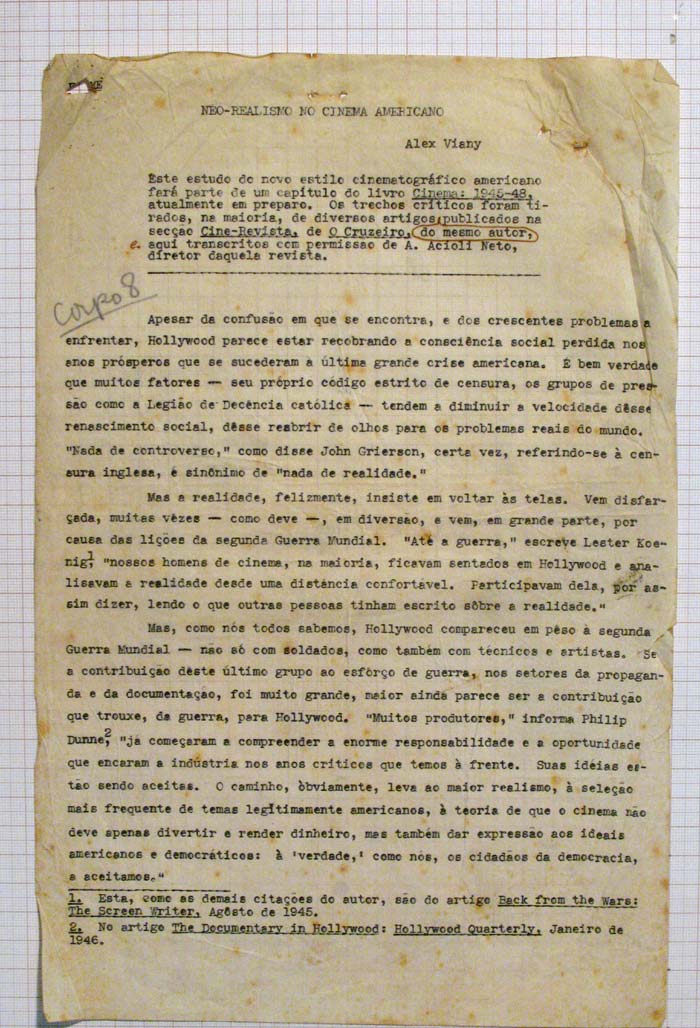 NEO-REALISMO NO CINEMA AMERICANO
Alex Viany
Este estudo do novo estilo cinematográfico americano
fará parte de um capítulo do livro Cinema: 1945-48,
atualmente em preparo. Os trechos críticos foram ti-
rados, na maioria, de diversos artigos publicados na
secção Cine-Revista, de O Cruzeiro, do mesmo autor,
e. aqui transcritos com permissão de A. Acioli Neto,
diretor daquela revista.
Corpo 8
Apesar da confusão em que se encontra, e dos crescentes problemas a
enfrentar, Hollywood parece estar recobrando a consciência social perdida nos
anos prósperos que se sucederam à última grande crise americana. É bem verdade
que muitos fatores — seu próprio código estrito de censura, os grupos de pres-
são como a Legião de Decência católica — tendem a diminuir a velocidade dêsse
renascimento social, dêsse reabrir de olhos para os problemas reais do mundo.
"Nada de controverso," como disse John Grierson, certa vez, referindo-se à cen-
sura inglesa, é sinônimo de "nada de realidade."
Mas a realidade, felizmente, insiste em voltar às telas. Vem disfar-
çada, muitas vêzes — como deve —, em diversão, e vem, em grande parte, por
causa das lições da segunda Guerra Mundial. "Até a guerra," escreve Lester Koe-
nig,1 "nossos homens de cinema, na maioria, ficavam sentados em Hollywood e ana-
lisavam a realidade desde uma distância confortável. Participavam dela, por as-
sim dizer, lendo o que outras pessoas tinham escrito sôbre a realidade."
Mas, como nós todos sabemos, Hollywood compareceu em pêso à segunda
Guerra Mundial — não só com soldados, como também com técnicos e artistas. Se
a contribuição dêste último grupo ao esfôrço de guerra, nos setores da propagan-
da e da documentação, foi muito grande, maior ainda parece ser a contribuição
que trouxe, da guerra, para Hollywood. "Muitos produtores," informa Philip
Dunne,2 "já começaram a compreender a enorme responsabilidade e a oportunidade
que encaram a indústria nos anos críticos que temos à frente. Suas idéias es-
tão sendo aceitas. O caminho, òbviamente, leva ao maior realismo, à seleção
mais frequente de temas legìtimamente americanos, à teoria de que o cinema não
deve apenas divertir e render dinheiro, mas também dar expressão aos ideais
americanos e democráticos: à 'verdade,' como nós, os cidadãos da democracia,
a aceitamos."
1. Esta, como as demais citações do autor, são do artigo Back from the Wars:
The Screen Writer, Agôsto de 1945.
2. No artigo The Documentary in Hollywood: Hollywood Quarterly, Janeiro de
1946.